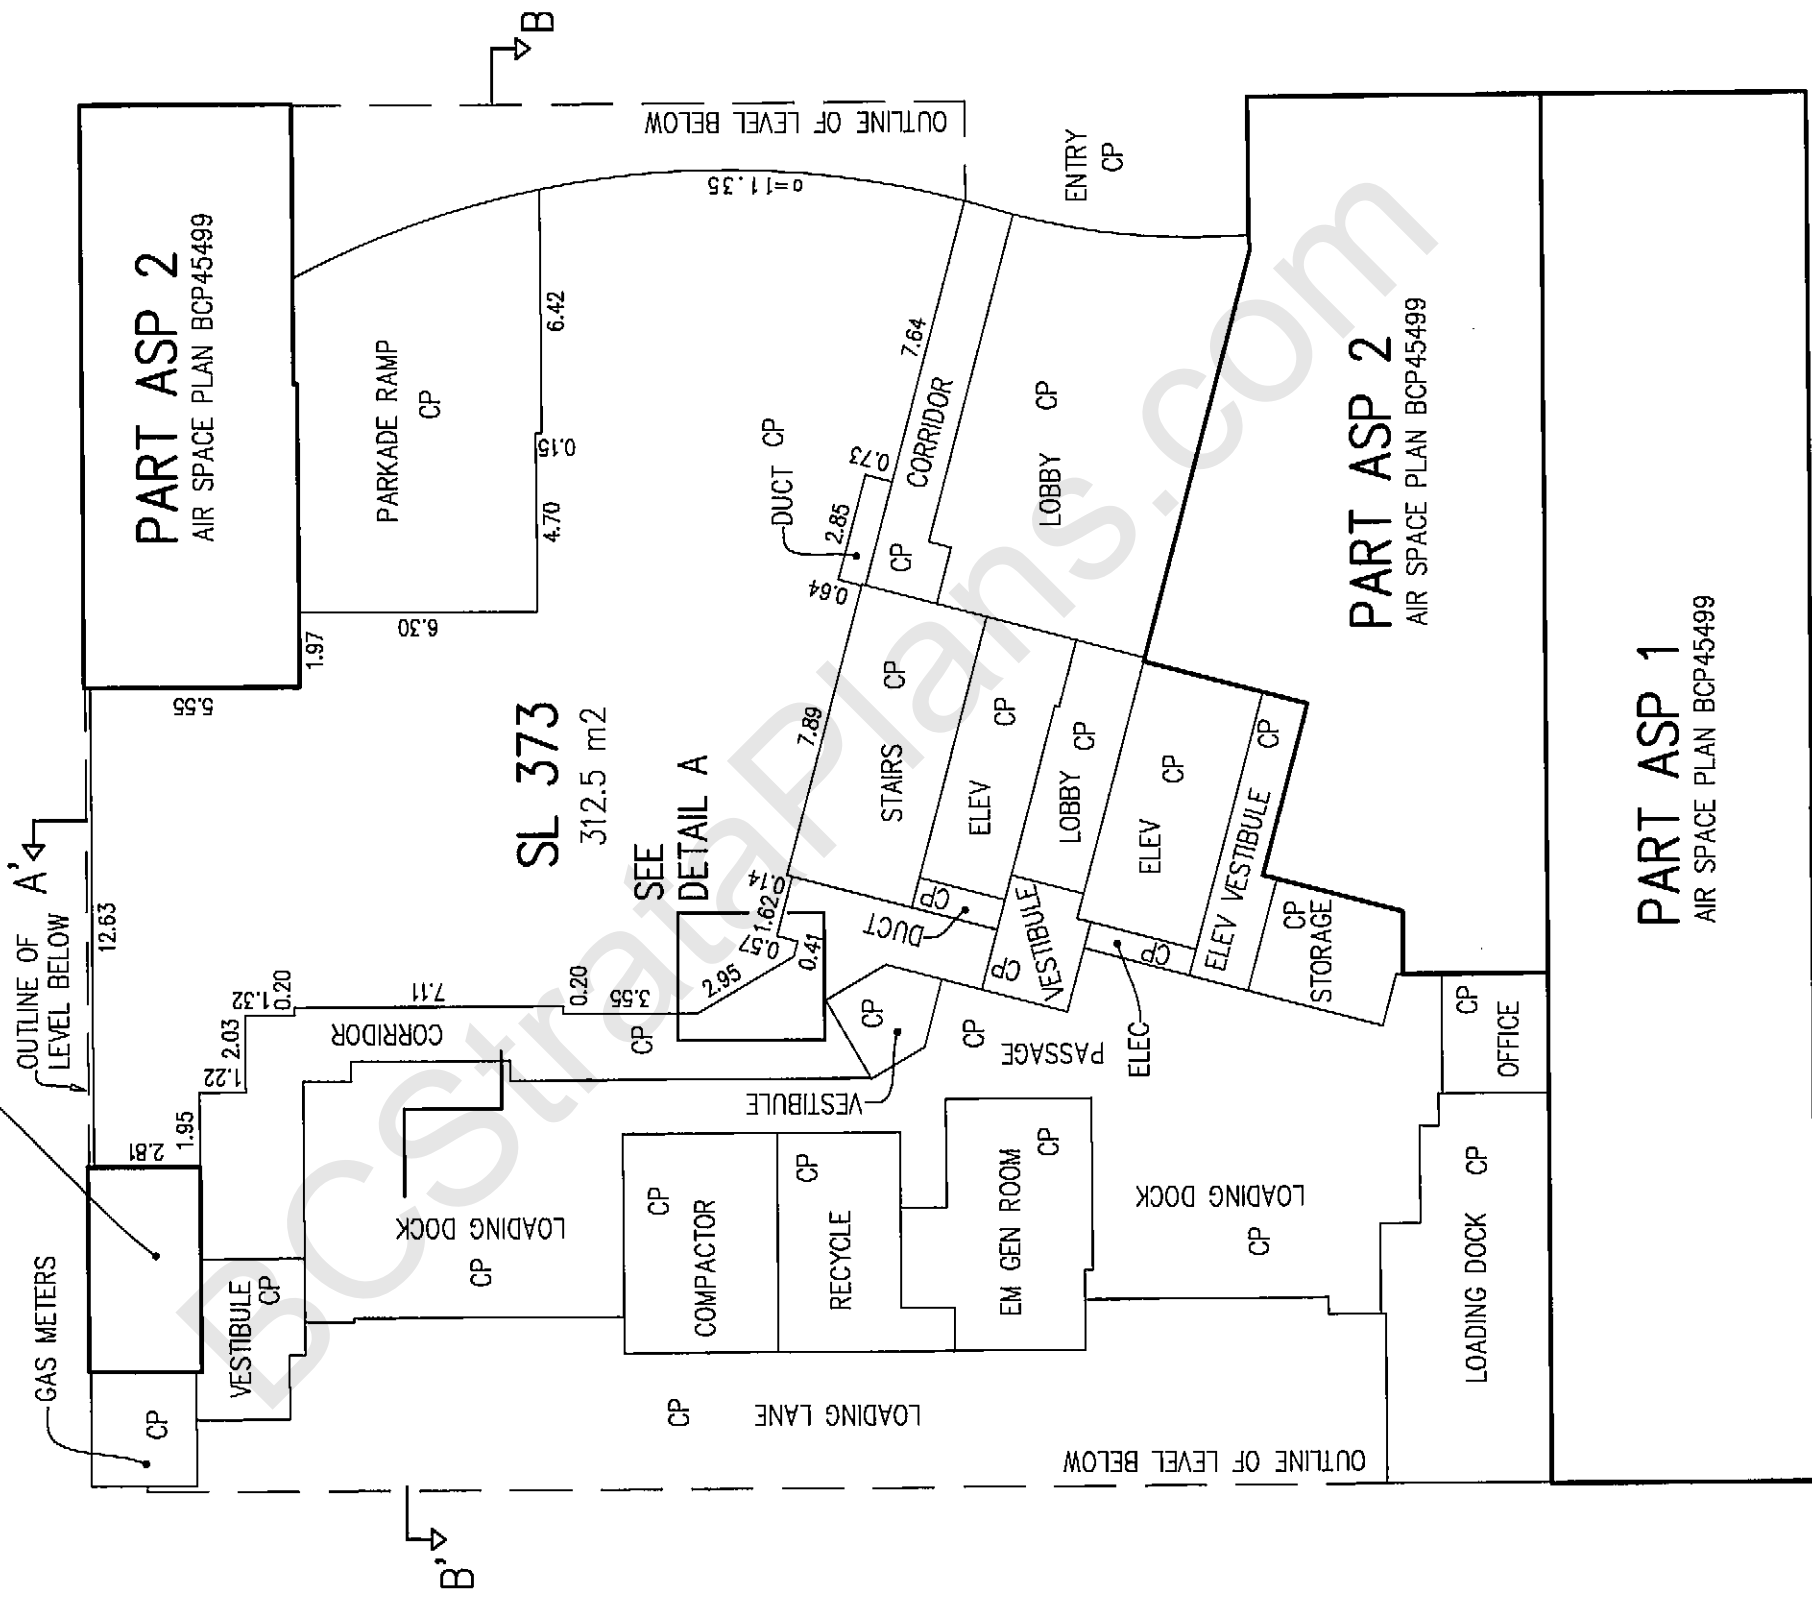 B
A'
OUTLINE OF
LEVEL BELOW
12.63
5.55
1.97
PART ASP 2
AIR SPACE PLAN BCP45499
OUTLINE OF LEVEL BELOW
PARKADE RAMP
CP
6.30
4.70
0.15
6.42
a=11.35
ENTRY
CP
GAS METERS
CP
2.81
1.95
1.22
2.03
1.32
0.20
7.11
0.20
3.55
2.95
0.57
0.41
1.62
0.14
7.89
0.64
2.85
0.73
7.64
SL 373
312.5 m2
SEE
DETAIL A
DUCT CP
CORRIDOR
CP
LOBBY CP
STAIRS
CP
ELEV
CP
LOBBY
CP
ELEV
CP
ELEV VESTIBULE
CP
DUCT
CP
VESTIBULE
CP
CP
ELEC
STORAGE
CP
OFFICE
CP
CORRIDOR
CP
VESTIBULE
CP
PASSAGE
CP
VESTIBULE
CP
LOADING DOCK
CP
COMPACTOR
CP
RECYCLE
CP
EM GEN ROOM
CP
LOADING DOCK
CP
LOADING DOCK CP
LOADING LANE
CP
OUTLINE OF LEVEL BELOW
B'
PART ASP 2
AIR SPACE PLAN BCP45499
PART ASP 1
AIR SPACE PLAN BCP45499
BCStrataPlans.com